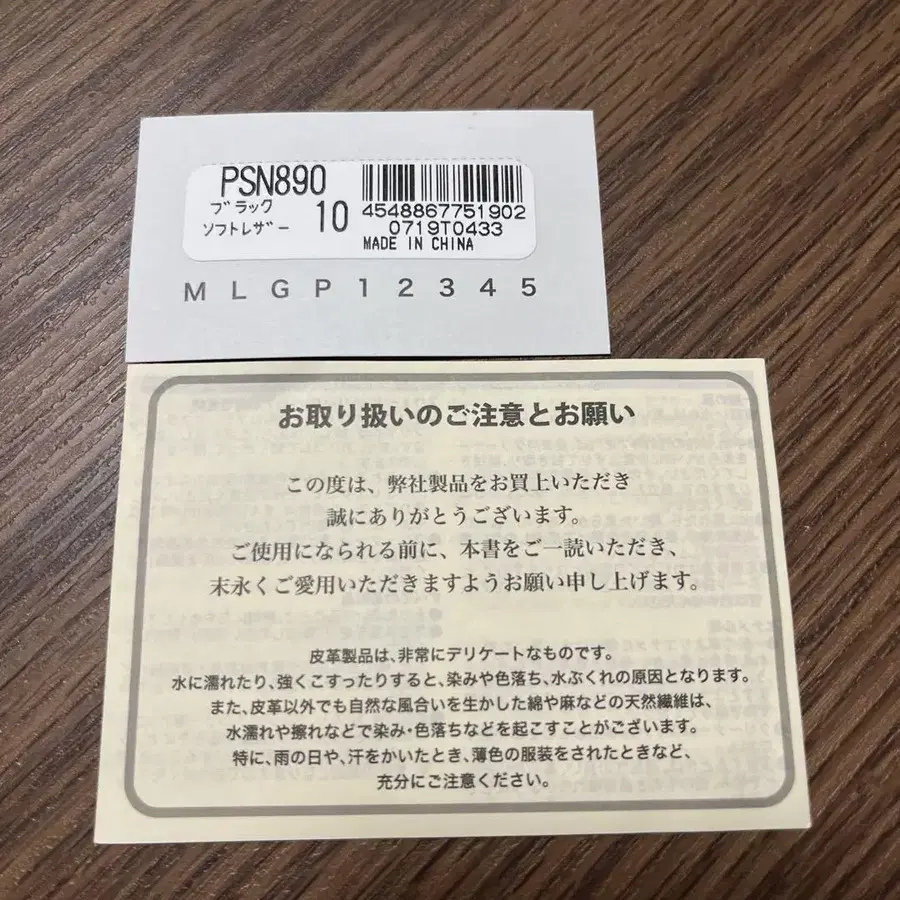 PSN890
ブラック
ソフトレザー 10
4548867751902
0719T0433
MADE IN CHINA
M L G P 1 2 3 4 5
お取り扱いのご注意とお願い
この度は、弊社製品をお買上いただき
誠にありがとうございます。
ご使用になられる前に、本書をご一読いただき、
末永くご愛用いただきますようお願い申し上げます。
皮革製品は、非常にデリケートなものです。
水に濡れたり、強くこすったりすると、染みや色落ち、水ぶくれの原因となります。
また、皮革以外でも自然な風合いを生かした綿や麻などの天然繊維は、
水濡れや擦れなどで染み・色落ちなどを起こすことがございます。
特に、雨の日や、汗をかいたとき、薄色の服装をされたときなど、
充分にご注意ください。